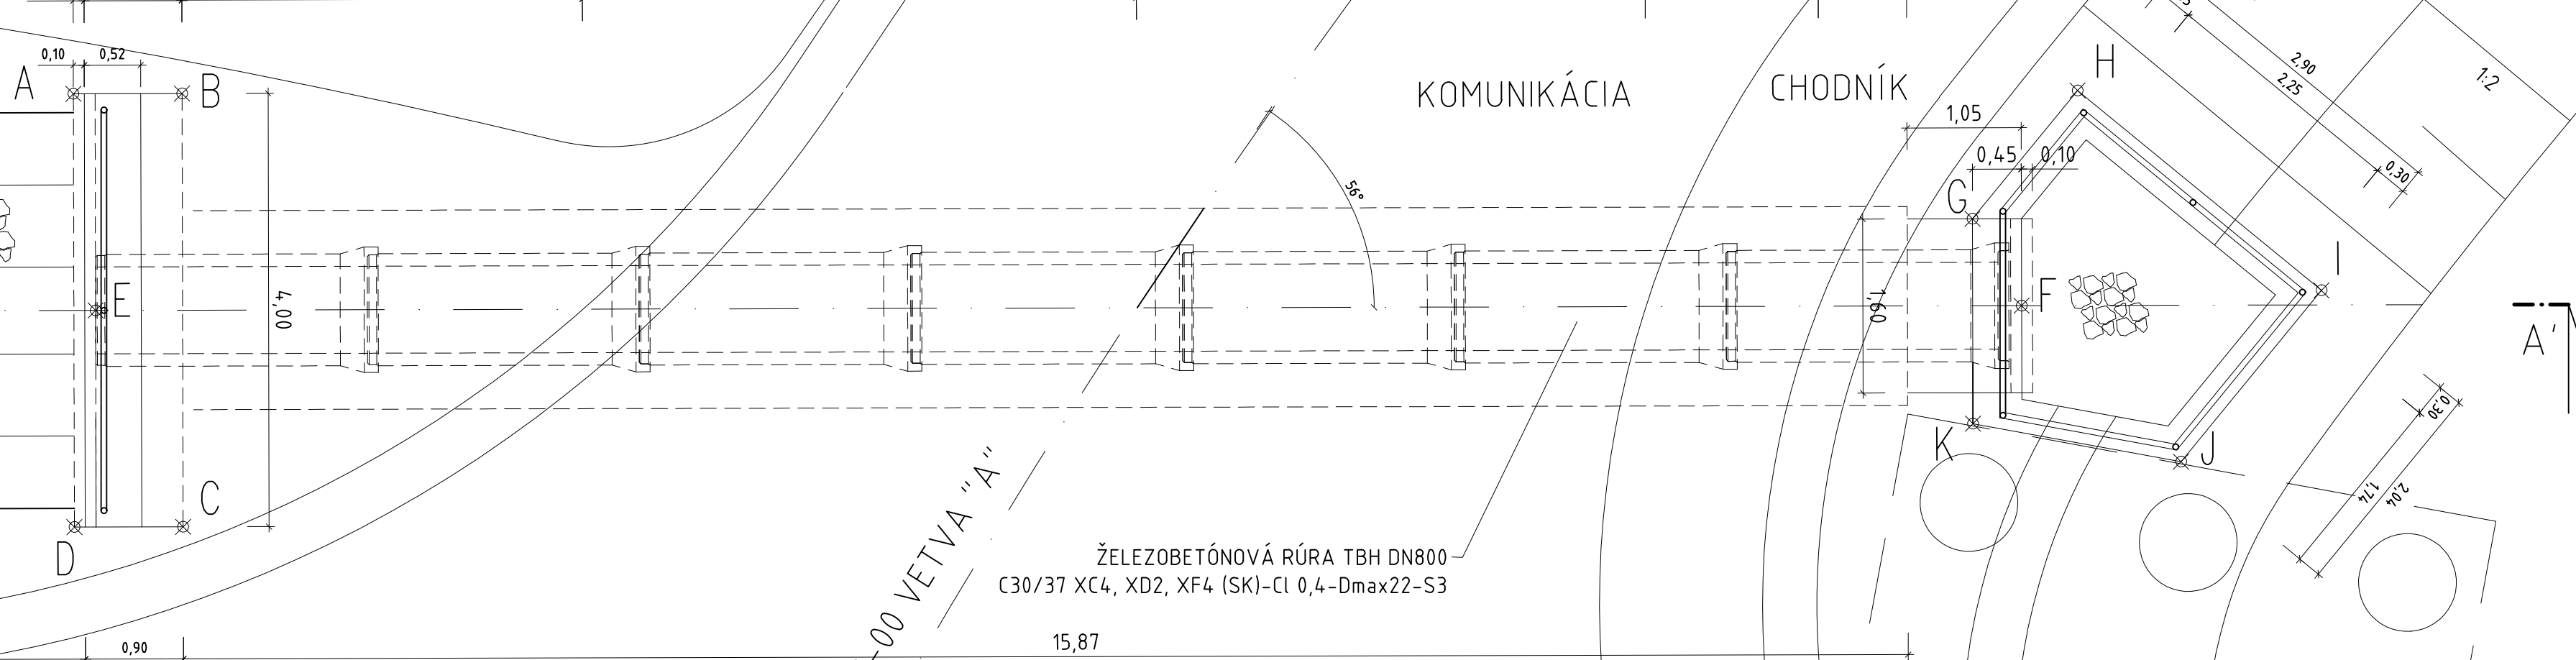 0,10
0,52
A
B
KOMUNIKÁCIA
CHODNÍK
H
2,90
2,25
1:2
1,05
0,45
0,10
0,30
56°
G
I
E
4,00
F
1,60
A'
K
J
0,30
1,74
2,04
C
D
-00 VETVA "A"
ŽELEZOBETÓNOVÁ RÚRA TBH DN800
C30/37 XC4, XD2, XF4 (SK)-Cl 0,4-Dmax22-S3
0,90
15,87